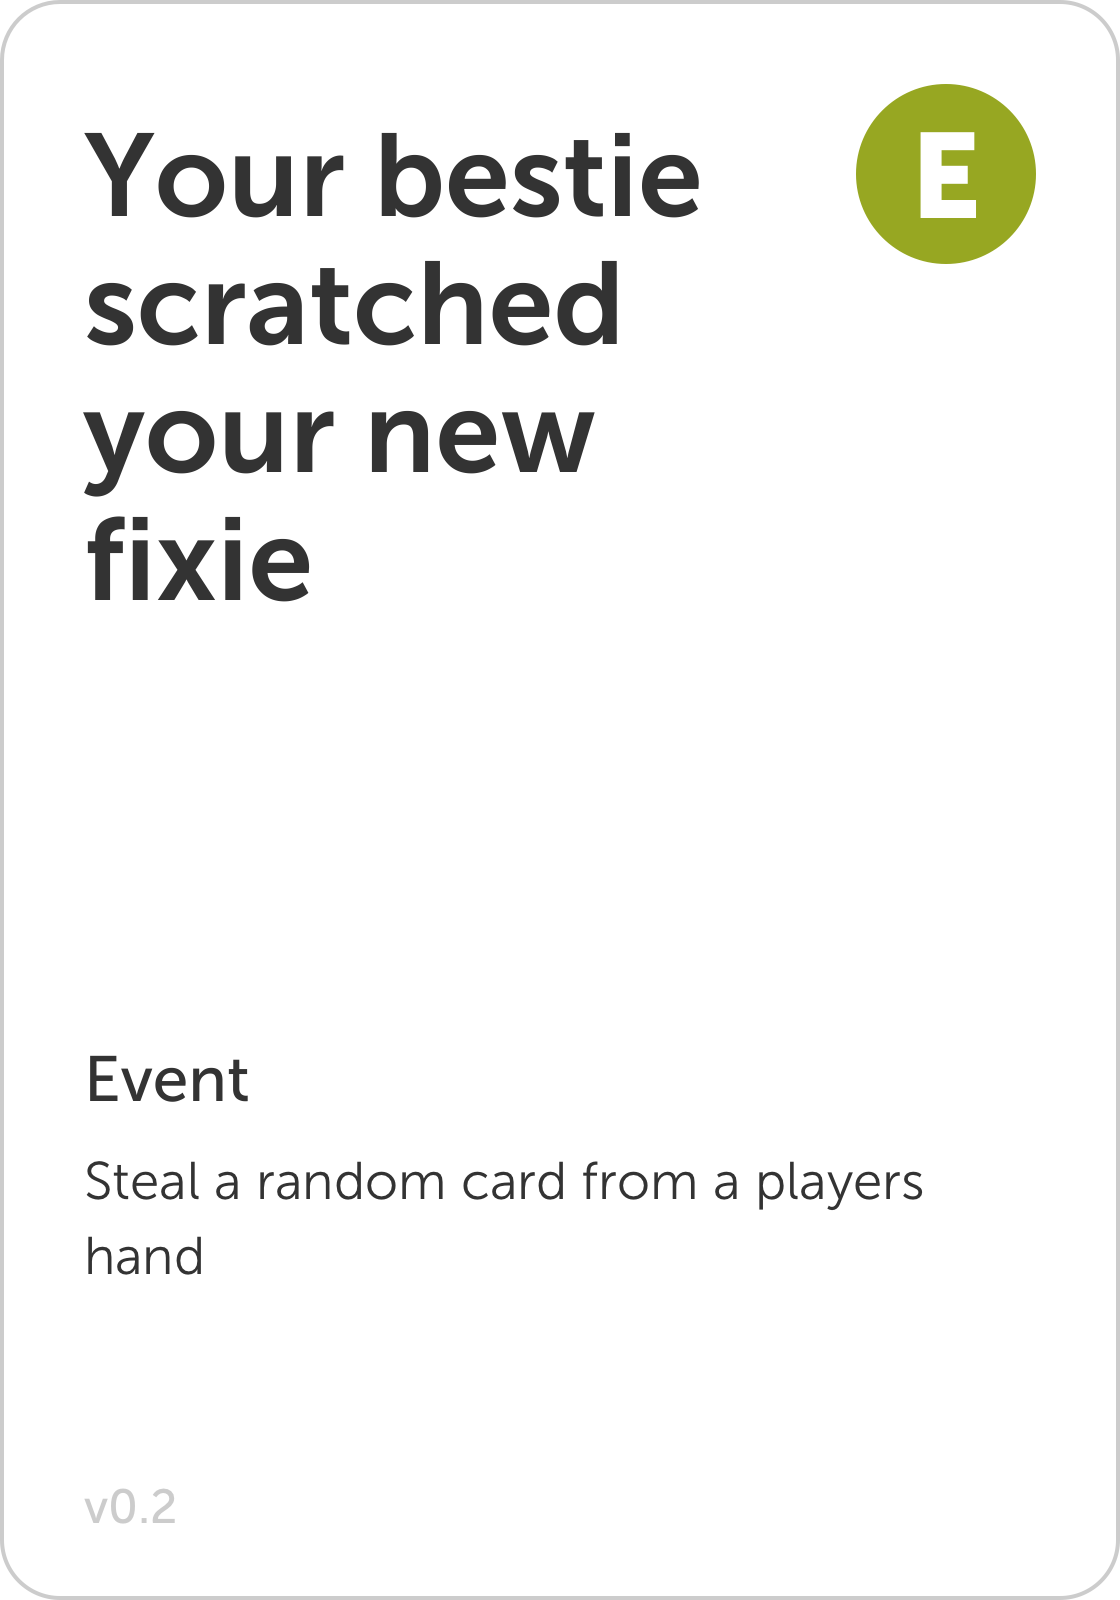 Your bestie
E
scratched
your new
fixie
Event
Steal a random card from a players
hand
v0.2